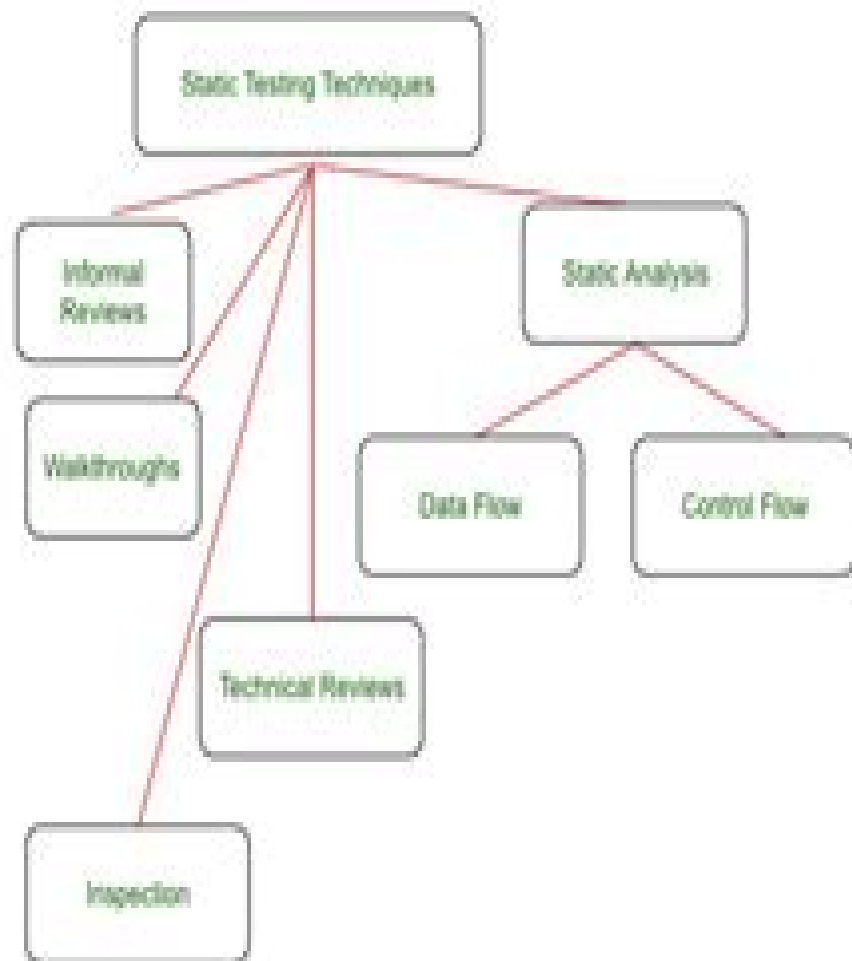 Static Testing Techniques
Informal
Reviews
Static Analysis
Walkthroughs
Data Flow
Control Flow
Technical Reviews
Inspection